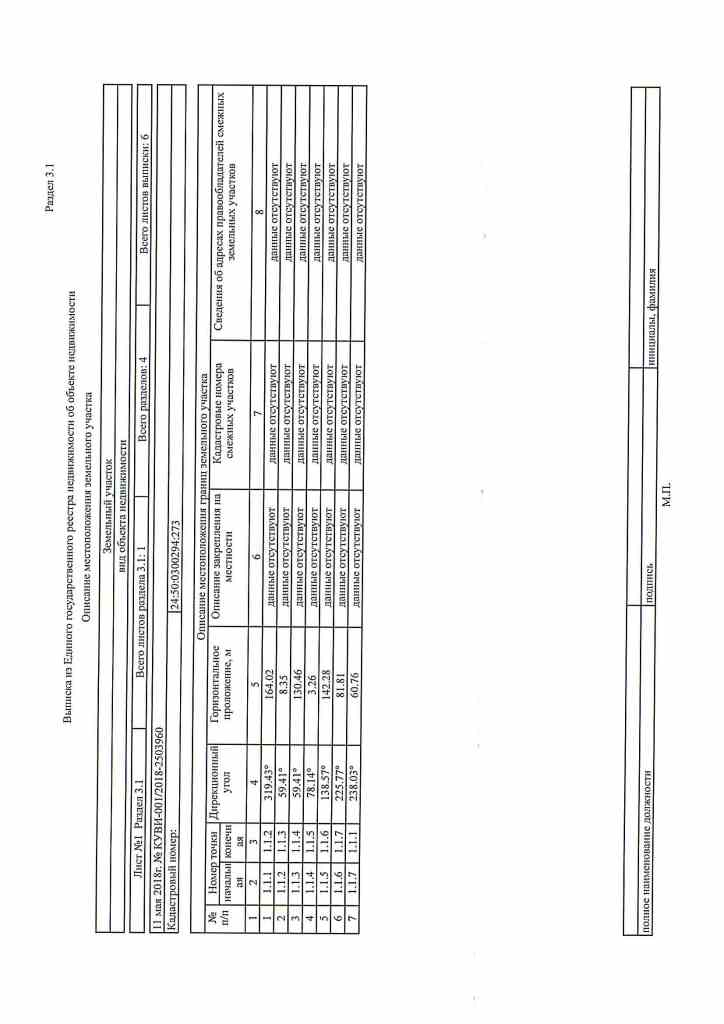 Раздел 3.1
Выписка из Единого государственного реестра недвижимости об объекте недвижимости
Описание местоположения земельного участка
Земельный участок
вид объекта недвижимости
Лист №1 Раздел 3.1 Всего листов раздела 3.1: 1 Всего разделов: 4 Всего листов выписки: 6
11 мая 2018г. № КУВИ-001/2018-2503960
Кадастровый номер: 24:50:0300294:273
Описание местоположения границ земельного участка
№ Номер точки Дирекционный Горизонтальное Описание закрепления на Кадастровые номера Сведения об адресах правообладателей смежных
п/п начальн конечн угол проложение, м местности смежных участков земельных участков
ая ая
1 2 3 4 5 6 7 8
1 1.1.1 1.1.2 319.43° 164.02 данные отсутствуют данные отсутствуют данные отсутствуют
2 1.1.2 1.1.3 59.41° 8.35 данные отсутствуют данные отсутствуют данные отсутствуют
3 1.1.3 1.1.4 59.41° 130.46 данные отсутствуют данные отсутствуют данные отсутствуют
4 1.1.4 1.1.5 78.14° 3.26 данные отсутствуют данные отсутствуют данные отсутствуют
5 1.1.5 1.1.6 138.57° 142.28 данные отсутствуют данные отсутствуют данные отсутствуют
6 1.1.6 1.1.7 225.77° 81.81 данные отсутствуют данные отсутствуют данные отсутствуют
7 1.1.7 1.1.1 238.03° 60.76 данные отсутствуют данные отсутствуют данные отсутствуют
полное наименование должности подпись инициалы, фамилия
М.П.